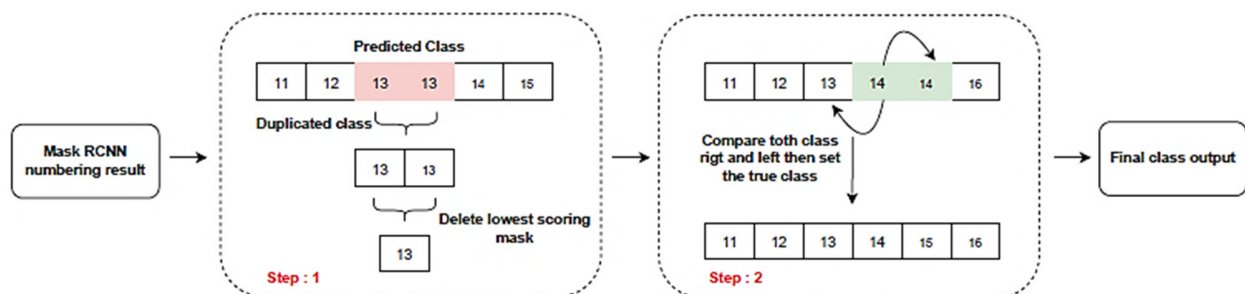 Mask RCNN
numbering result
Predicted Class
11 12 13 13 14 15
Duplicated class
13 13
Delete lowest scoring
mask
13
Step : 1
11 12 13 14 14 16
Compare toth class
rigt and left then set
the true class
11 12 13 14 15 16
Step : 2
Final class output